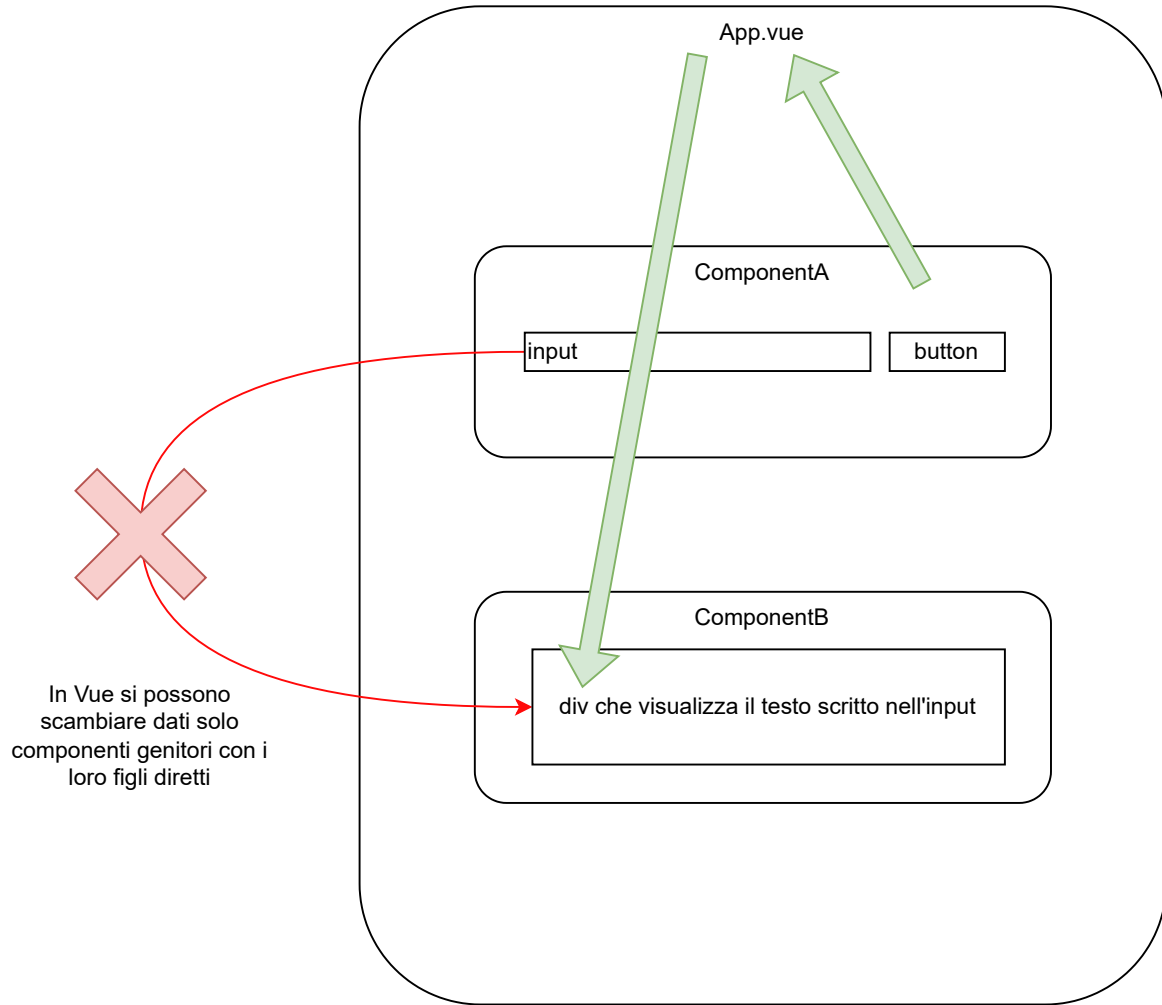 App.vue
ComponentA
input
button
ComponentB
div che visualizza il testo scritto nell'input
In Vue si possono
scambiare dati solo
componenti genitori con i
loro figli diretti